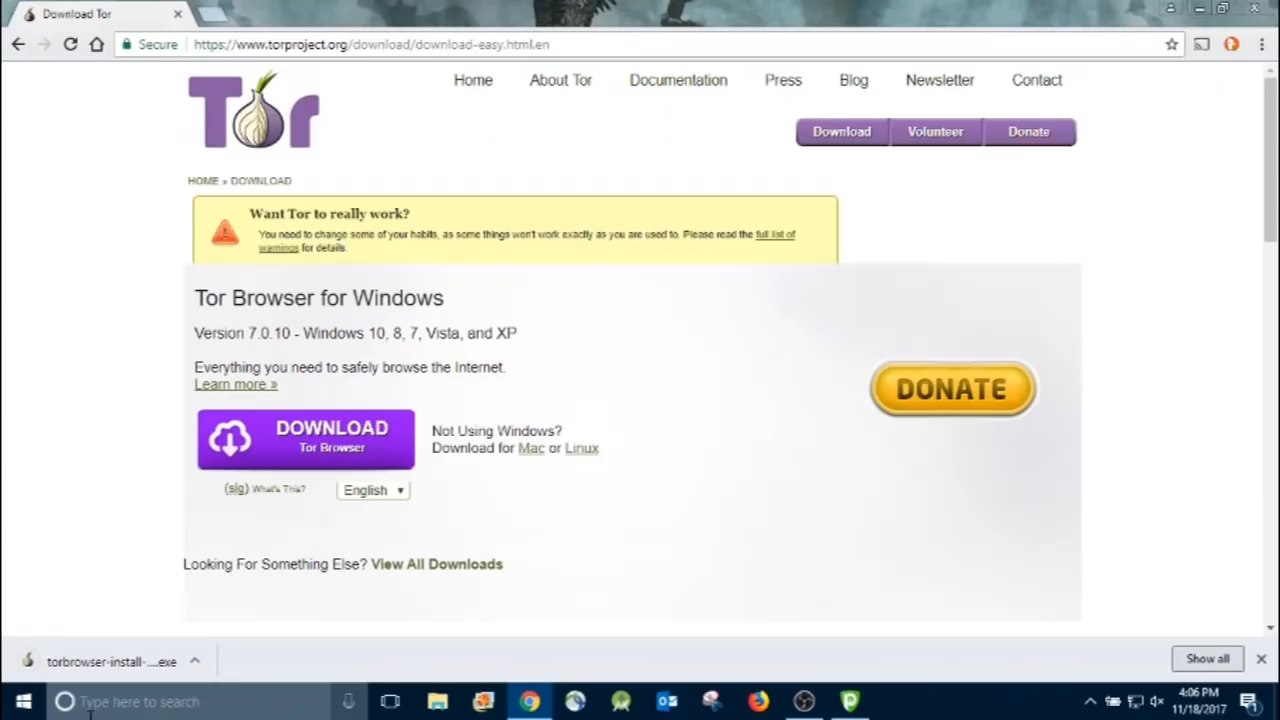 Download Tor
Secure
https://www.torproject.org/download/download-easy.html.en
Tor
Home
About Tor
Documentation
Press
Blog
Newsletter
Contact
Download
Volunteer
Donate
HOME » DOWNLOAD
Want Tor to really work?
You need to change some of your habits, as some things won't work exactly as you are used to. Please read the full list of
warnings for details.
Tor Browser for Windows
Version 7.0.10 - Windows 10, 8, 7, Vista, and XP
Everything you need to safely browse the Internet.
Learn more »
DONATE
DOWNLOAD
Tor Browser
Not Using Windows?
Download for Mac or Linux
(sig) What's This?
English
Looking For Something Else? View All Downloads
torbrowser-install-....exe
Show all
Type here to search
4:06 PM
11/18/2017
1